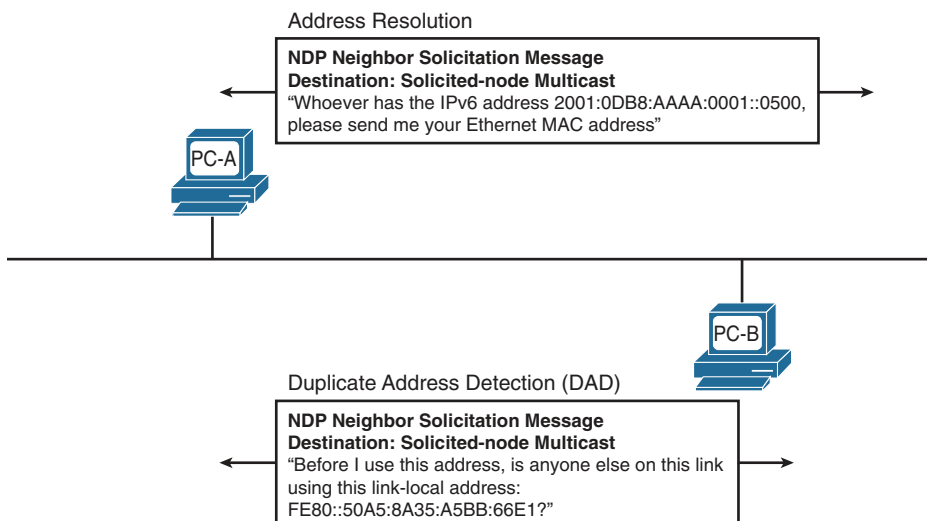 Address Resolution
NDP Neighbor Solicitation Message
Destination: Solicited-node Multicast
“Whoever has the IPv6 address 2001:0DB8:AAAA:0001::0500,
please send me your Ethernet MAC address”
PC-A
PC-B
Duplicate Address Detection (DAD)
NDP Neighbor Solicitation Message
Destination: Solicited-node Multicast
“Before I use this address, is anyone else on this link
using this link-local address:
FE80::50A5:8A35:A5BB:66E1?”